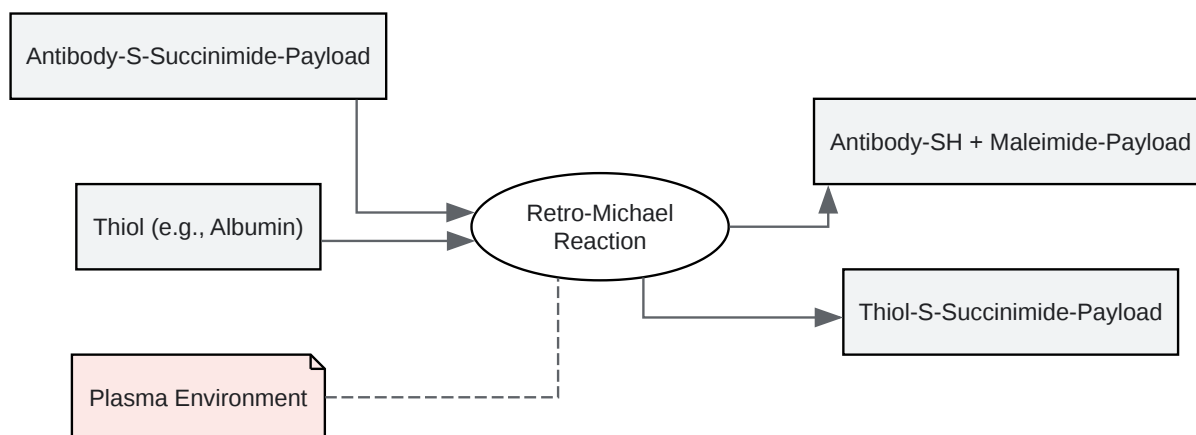 Antibody-S-Succinimide-Payload
Thiol (e.g., Albumin)
Plasma Environment
Retro-Michael
Reaction
Antibody-SH + Maleimide-Payload
Thiol-S-Succinimide-Payload